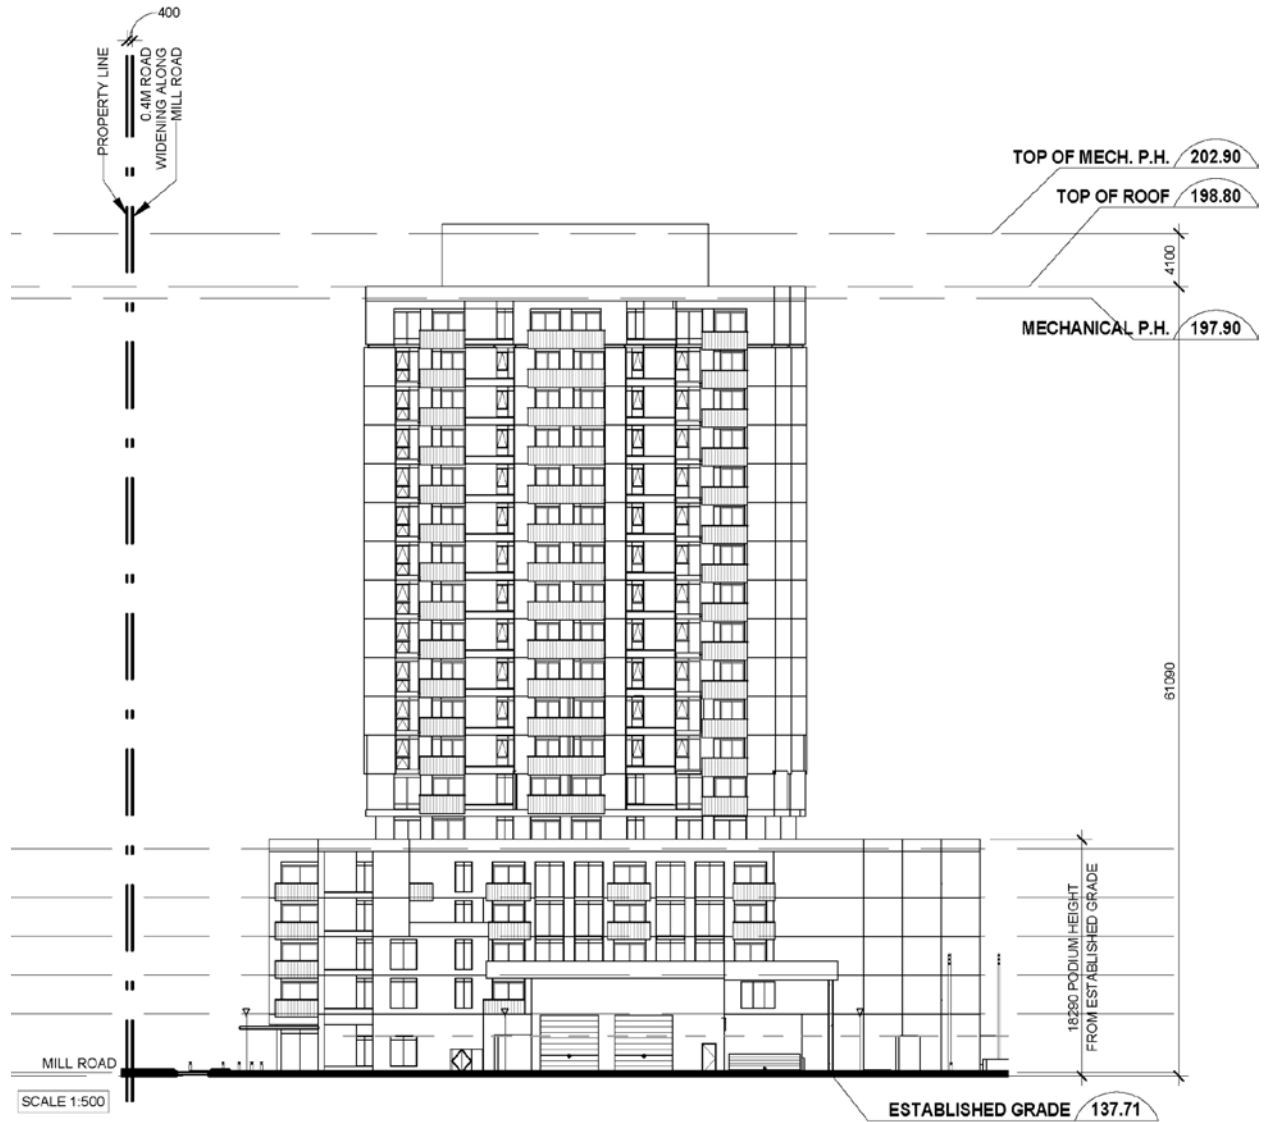 400
PROPERTY LINE
0.4M ROAD
WIDENING ALONG
MILL ROAD
TOP OF MECH. P.H. 202.90
TOP OF ROOF 198.80
4100
MECHANICAL P.H. 197.90
61090
18290 PODIUM HEIGHT
FROM ESTABLISHED GRADE
MILL ROAD
SCALE 1:500
ESTABLISHED GRADE 137.71